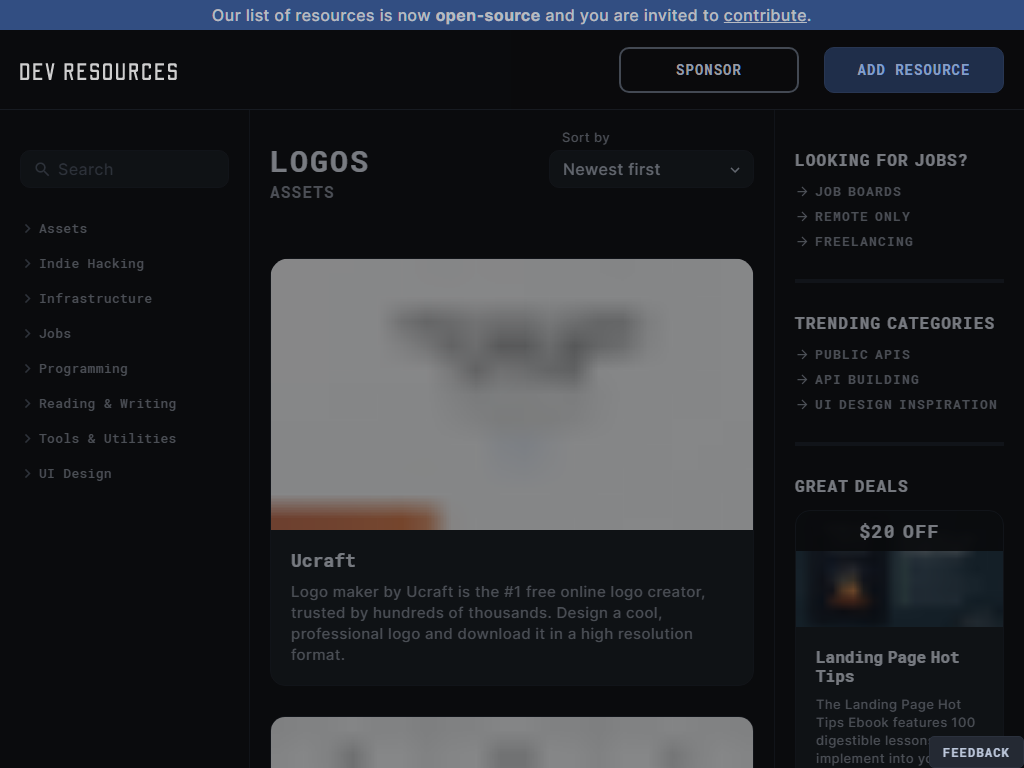 Our list of resources is now open-source and you are invited to contribute.
DEV RESOURCES
SPONSOR
ADD RESOURCE
Search
Assets
Indie Hacking
Infrastructure
Jobs
Programming
Reading & Writing
Tools & Utilities
UI Design
LOGOS
ASSETS
Sort by
Newest first
Ucraft
Logo maker by Ucraft is the #1 free online logo creator,
trusted by hundreds of thousands. Design a cool,
professional logo and download it in a high resolution
format.
LOOKING FOR JOBS?
JOB BOARDS
REMOTE ONLY
FREELANCING
TRENDING CATEGORIES
PUBLIC APIS
API BUILDING
UI DESIGN INSPIRATION
GREAT DEALS
$20 OFF
Landing Page Hot
Tips
The Landing Page Hot
Tips Ebook features 100
digestible lessons
implement into
FEEDBACK